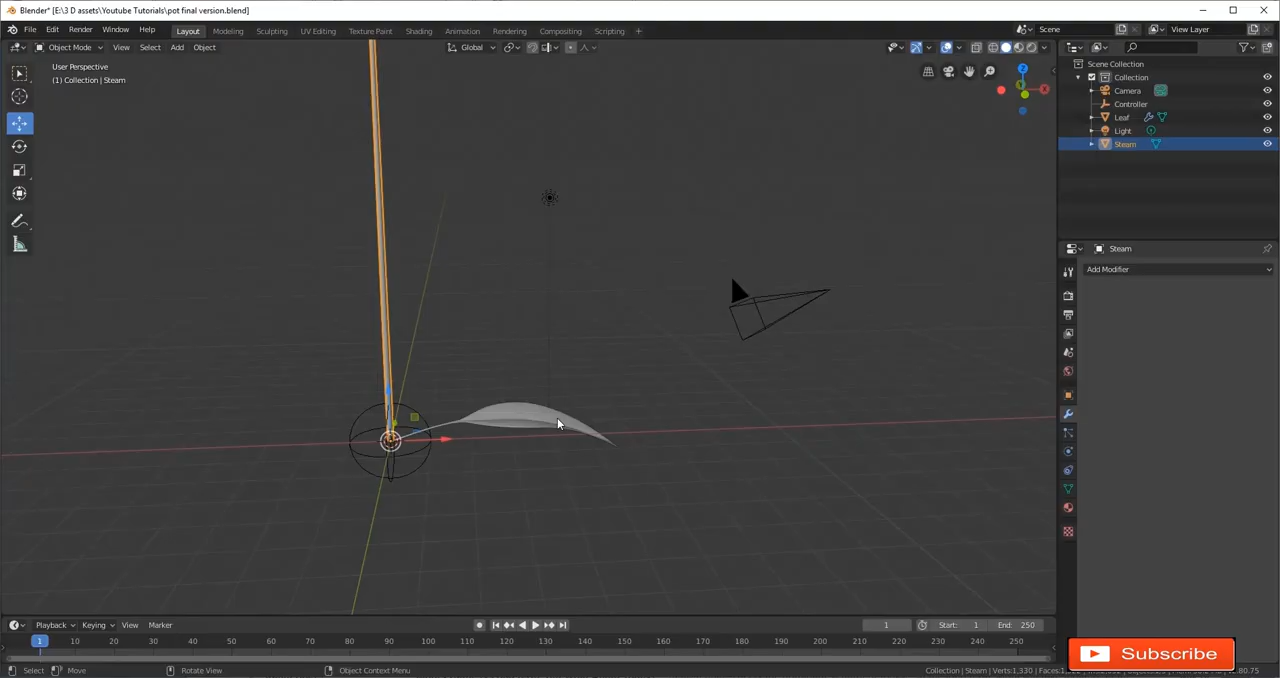 Blender* [E:\3 D assets\Youtube Tutorials\pot final version.blend]
File Edit Render Window Help Layout Modeling Sculpting UV Editing Texture Paint Shading Animation Rendering Compositing Scripting + Scene View Layer
Object Mode View Select Add Object Global
User Perspective
(1) Collection | Steam
Z
X
Scene Collection
Collection
Camera
Controller
Leaf
Light
Steam
Steam
Add Modifier
Playback Keying View Marker 1 Start: 1 End: 250
1 10 20 30 40 50 60 70 80 90 100 110 120 130 140 150 160 170 180 190 200 210 220 230 240 250
Subscribe
Select Move Rotate View Object Context Menu Collection | Steam | Verts:1,330